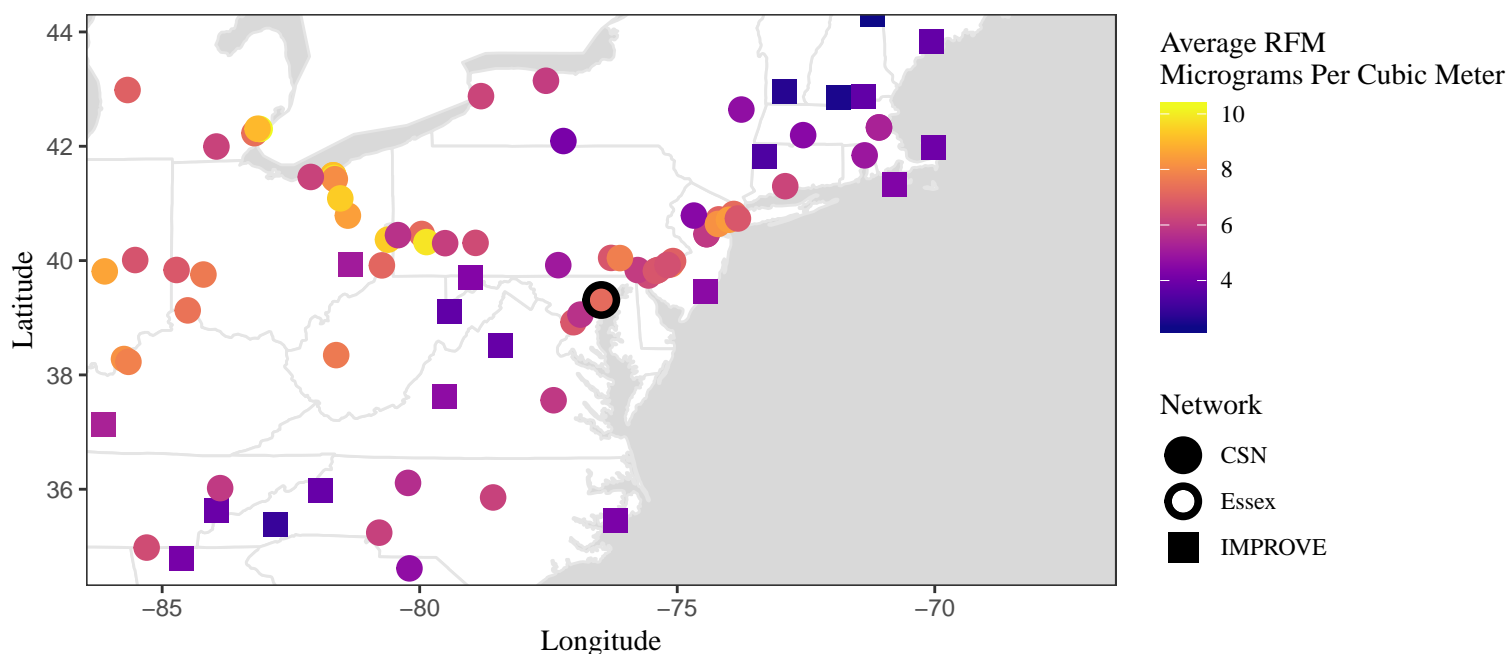 44
42
40
38
36
Latitude
−85
−80
−75
−70
Longitude
Average RFM
Micrograms Per Cubic Meter
10
8
6
4
Network
CSN
Essex
IMPROVE